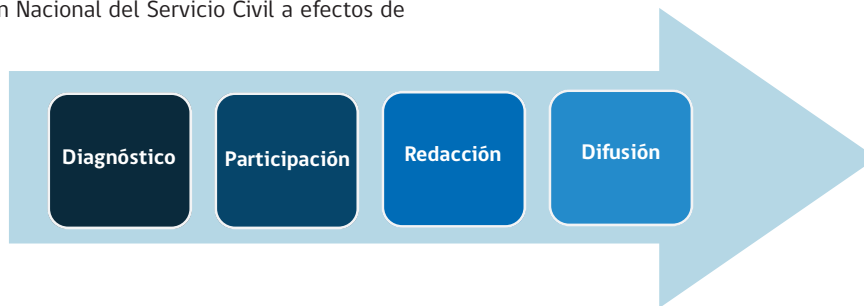 Nacional del Servicio Civil a efectos de
Diagnóstico
Participación
Redacción
Difusión